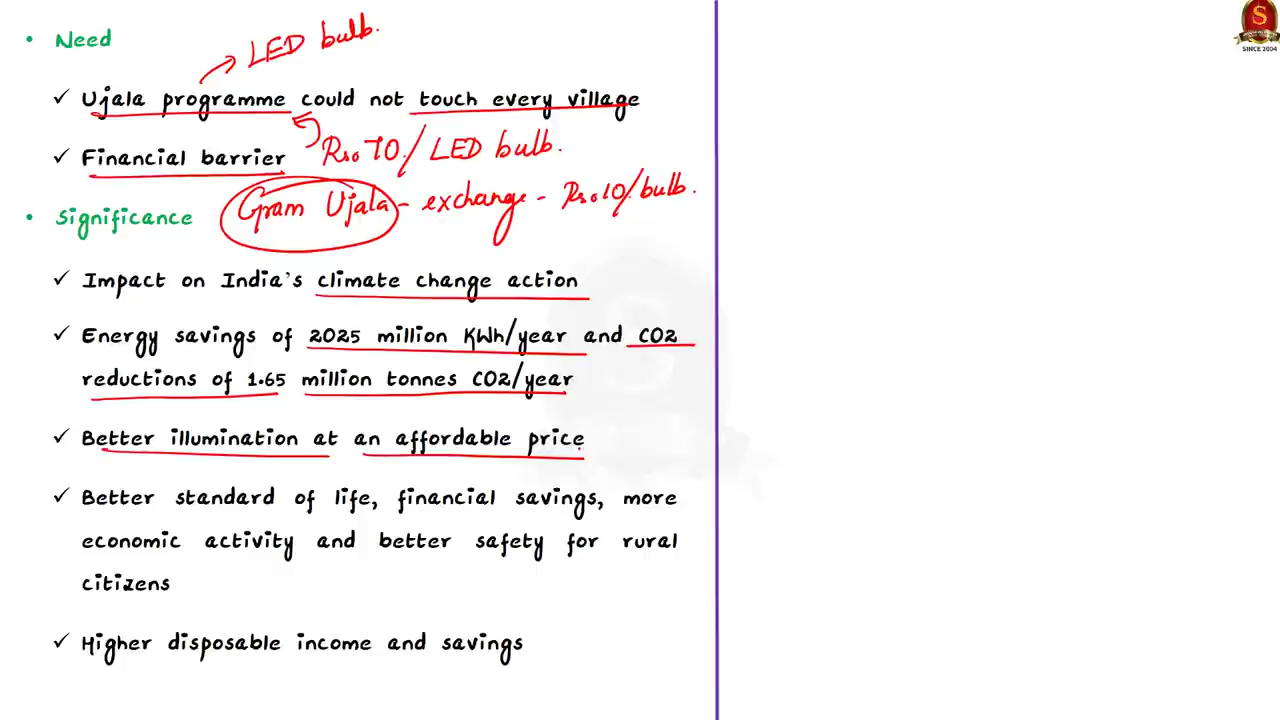 • Need
LED bulb.
✓ Ujala programme could not touch every village
✓ Financial barrier
Rs.70/LED bulb.
Gram Ujala - exchange - Rs.10/bulb.
• Significance
✓ Impact on India's climate change action
✓ Energy savings of 2025 million KWh/year and CO2
reductions of 1.65 million tonnes CO2/year
✓ Better illumination at an affordable price
✓ Better standard of life, financial savings, more
economic activity and better safety for rural
citizens
✓ Higher disposable income and savings
S
SINCE 2004